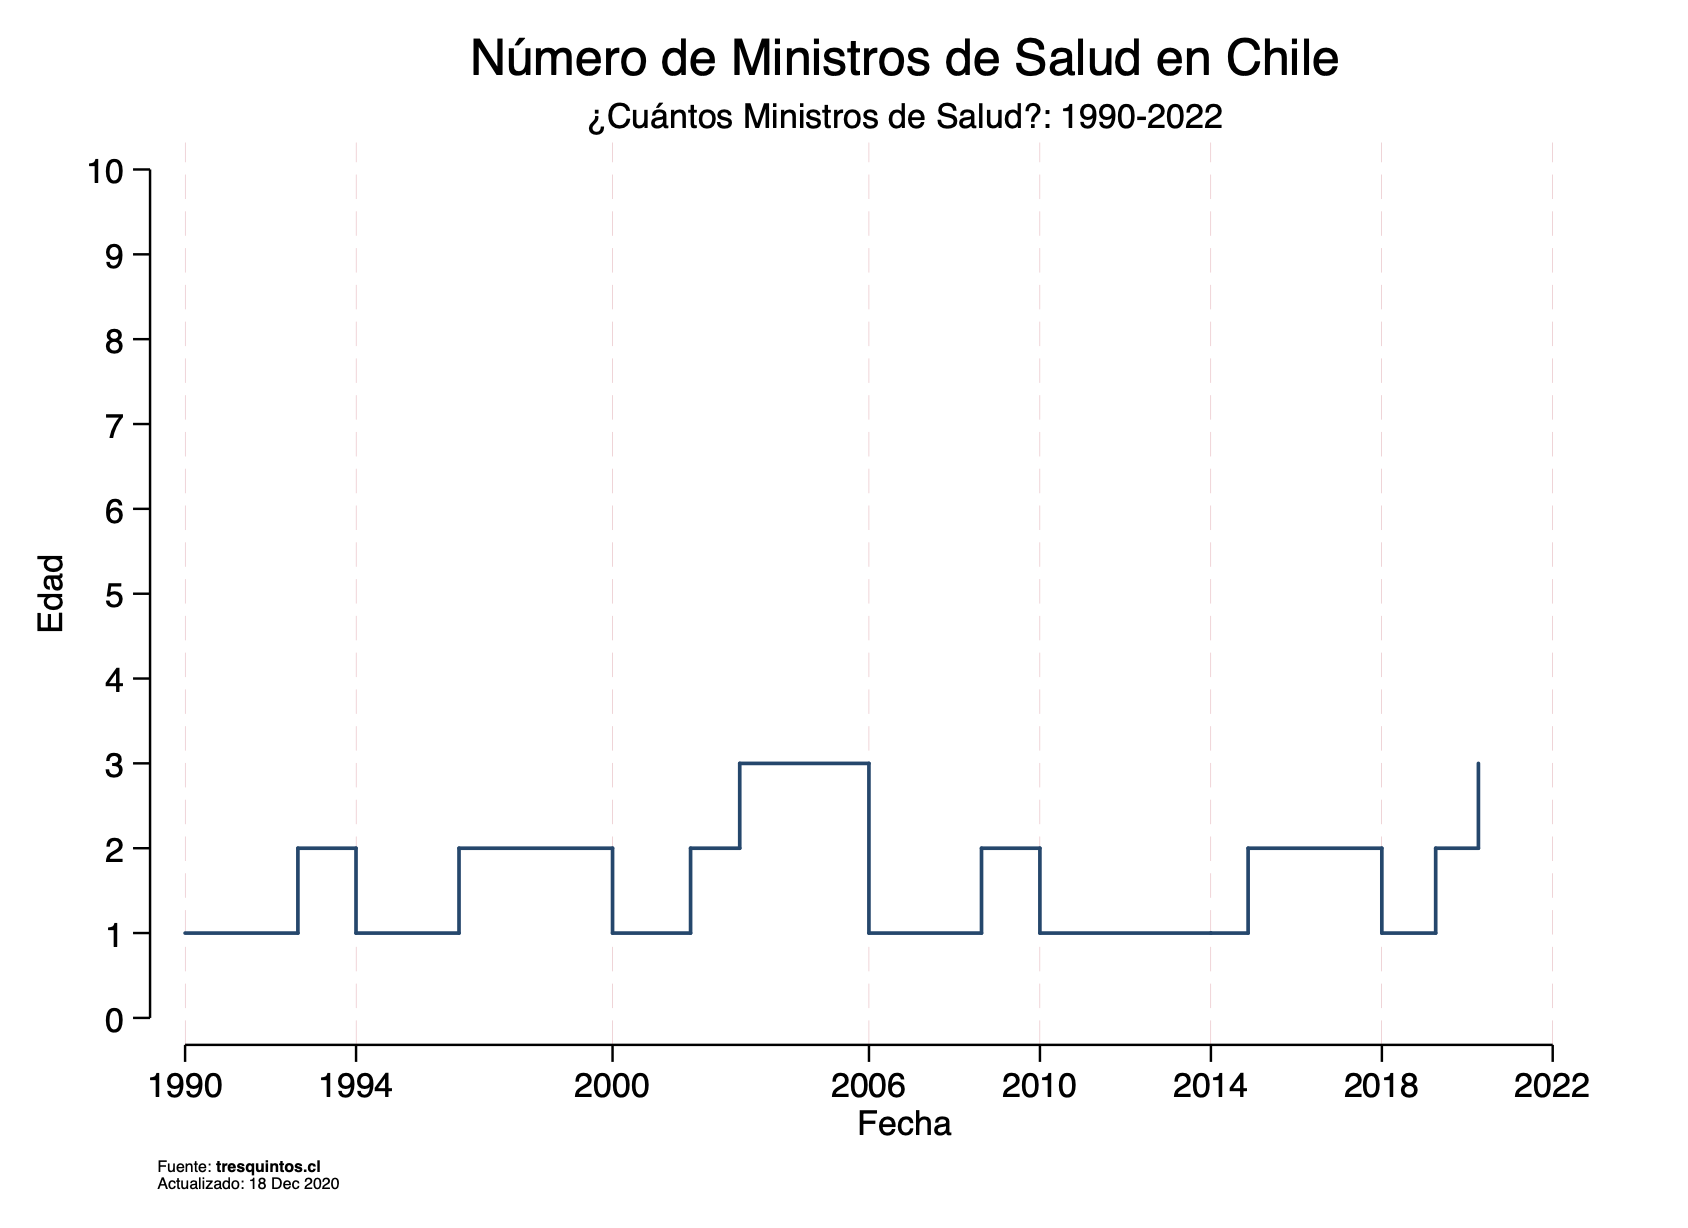 Número de Ministros de Salud en Chile
¿Cuántos Ministros de Salud?: 1990-2022
10
9
8
7
6
5
4
3
2
1
0
Edad
1990 1994 2000 2006 2010 2014 2018 2022
Fecha
Fuente: tresquintos.cl
Actualizado: 18 Dec 2020